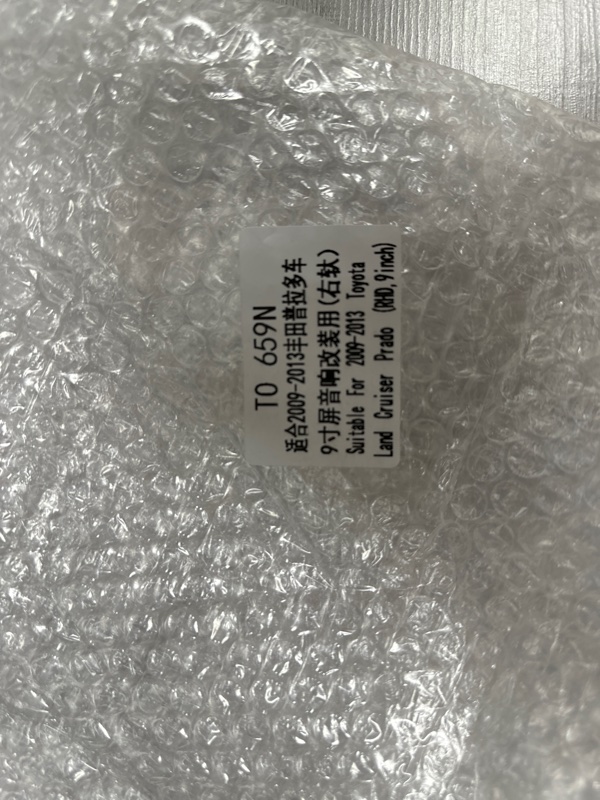 TO 659N
适合2009-2013丰田普拉多车
9寸屏音响改装用(右钛)
Suitable For 2009-2013 Toyota
Land Cruiser Prado (RHD,9inch)